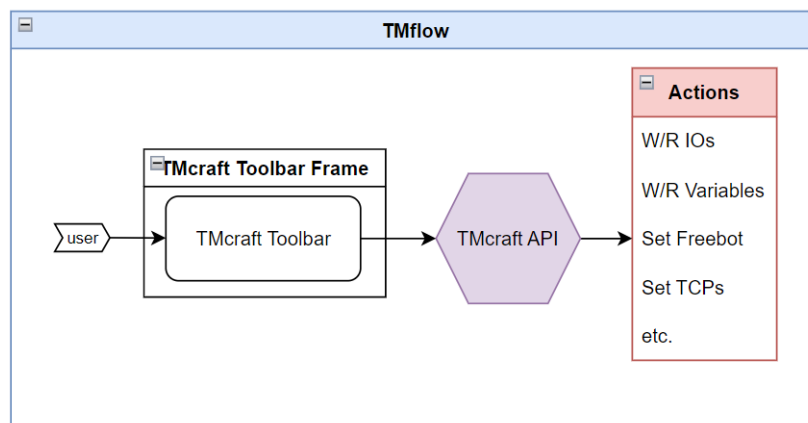 TMflow
TMcraft Toolbar Frame
user
TMcraft Toolbar
TMcraft API
Actions
W/R IOs
W/R Variables
Set Freebot
Set TCPs
etc.